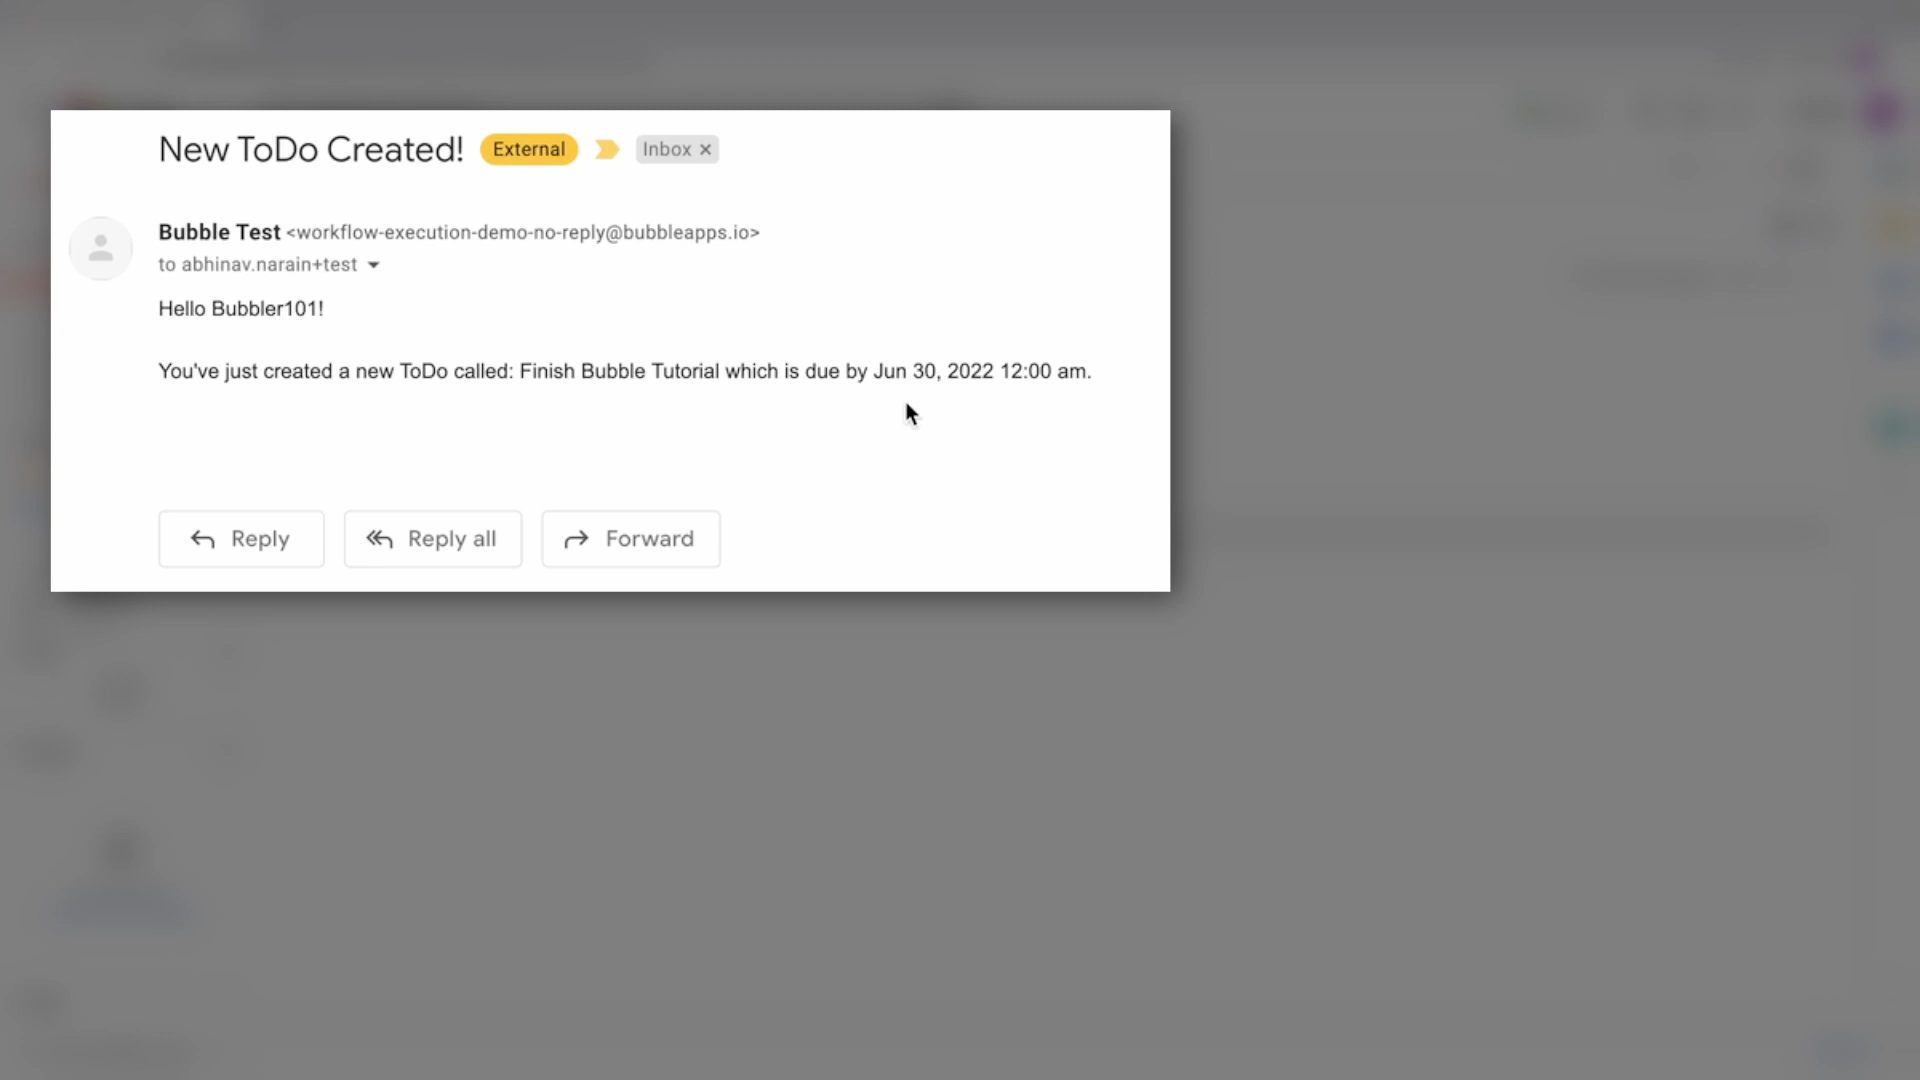 New ToDo Created! External Inbox ×
Bubble Test <workflow-execution-demo-no-reply@bubbleapps.io>
to abhinav.narain+test
Hello Bubbler101!
You've just created a new ToDo called: Finish Bubble Tutorial which is due by Jun 30, 2022 12:00 am.
Reply Reply all Forward